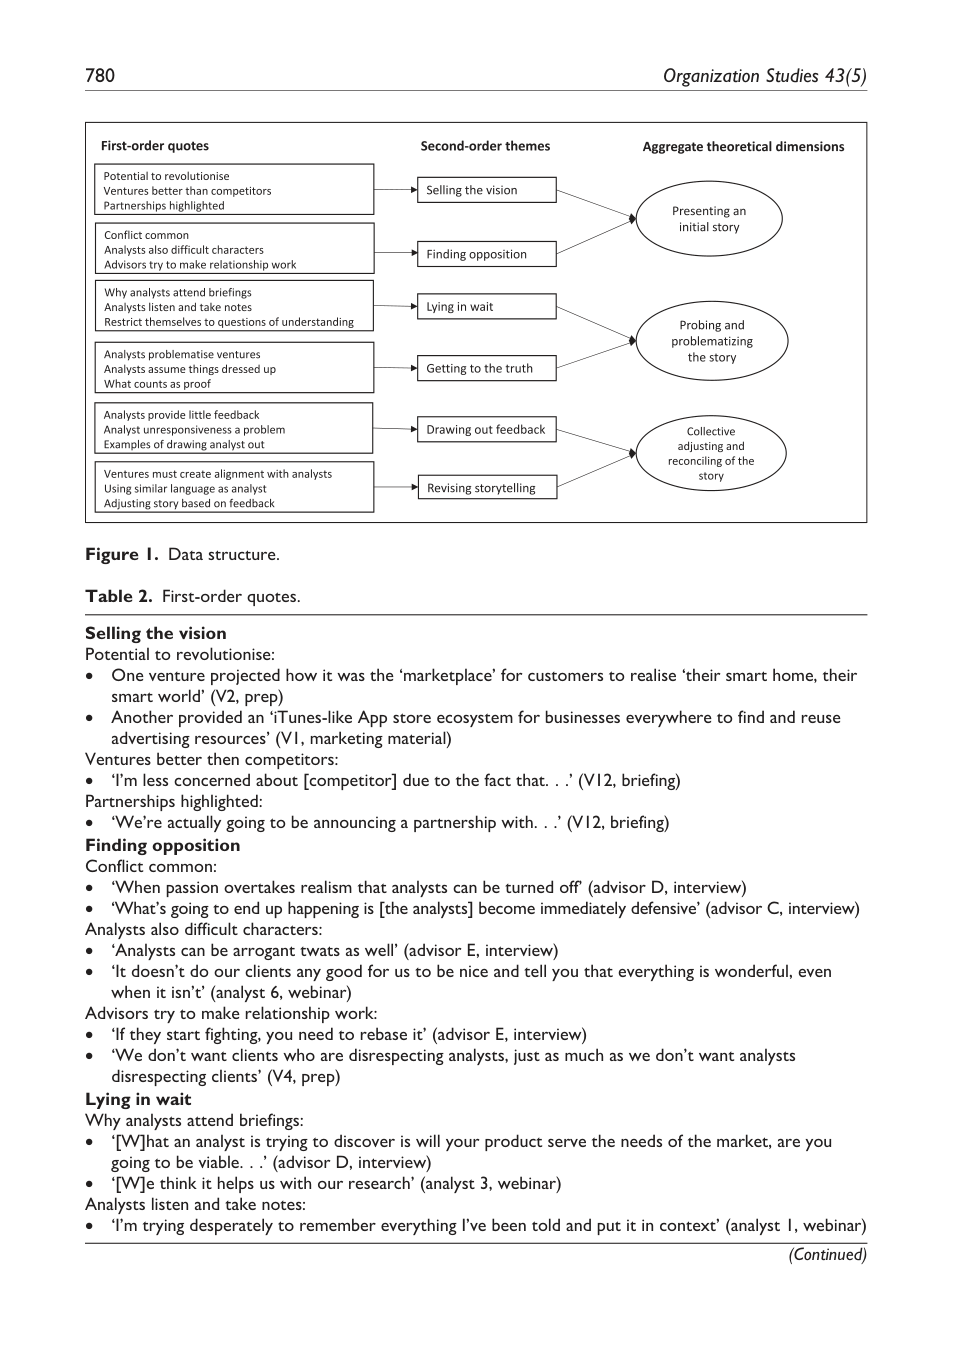 780
Organization Studies 43(5)
First-order quotes
Second-order themes
Aggregate theoretical dimensions
Potential to revolutionise
Ventures better than competitors
Partnerships highlighted
Selling the vision
Presenting an
initial story
Conflict common
Analysts also difficult characters
Advisors try to make relationship work
Finding opposition
Why analysts attend briefings
Analysts listen and take notes
Restrict themselves to questions of understanding
Lying in wait
Probing and
problematizing
the story
Analysts problematise ventures
Analysts assume things dressed up
What counts as proof
Getting to the truth
Analysts provide little feedback
Analyst unresponsiveness a problem
Examples of drawing analyst out
Drawing out feedback
Collective
adjusting and
reconciling of the
story
Ventures must create alignment with analysts
Using similar language as analyst
Adjusting story based on feedback
Revising storytelling
Figure 1. Data structure.
Table 2. First-order quotes.
Selling the vision
Potential to revolutionise:
• One venture projected how it was the ‘marketplace’ for customers to realise ‘their smart home, their
smart world’ (V2, prep)
• Another provided an ‘iTunes-like App store ecosystem for businesses everywhere to find and reuse
advertising resources’ (V1, marketing material)
Ventures better then competitors:
• ‘I’m less concerned about [competitor] due to the fact that. . .’ (V12, briefing)
Partnerships highlighted:
• ‘We’re actually going to be announcing a partnership with. . .’ (V12, briefing)
Finding opposition
Conflict common:
• ‘When passion overtakes realism that analysts can be turned off’ (advisor D, interview)
• ‘What’s going to end up happening is [the analysts] become immediately defensive’ (advisor C, interview)
Analysts also difficult characters:
• ‘Analysts can be arrogant twats as well’ (advisor E, interview)
• ‘It doesn’t do our clients any good for us to be nice and tell you that everything is wonderful, even
when it isn’t’ (analyst 6, webinar)
Advisors try to make relationship work:
• ‘If they start fighting, you need to rebase it’ (advisor E, interview)
• ‘We don’t want clients who are disrespecting analysts, just as much as we don’t want analysts
disrespecting clients’ (V4, prep)
Lying in wait
Why analysts attend briefings:
• ‘[W]hat an analyst is trying to discover is will your product serve the needs of the market, are you
going to be viable. . .’ (advisor D, interview)
• ‘[W]e think it helps us with our research’ (analyst 3, webinar)
Analysts listen and take notes:
• ‘I’m trying desperately to remember everything I’ve been told and put it in context’ (analyst 1, webinar)
(Continued)